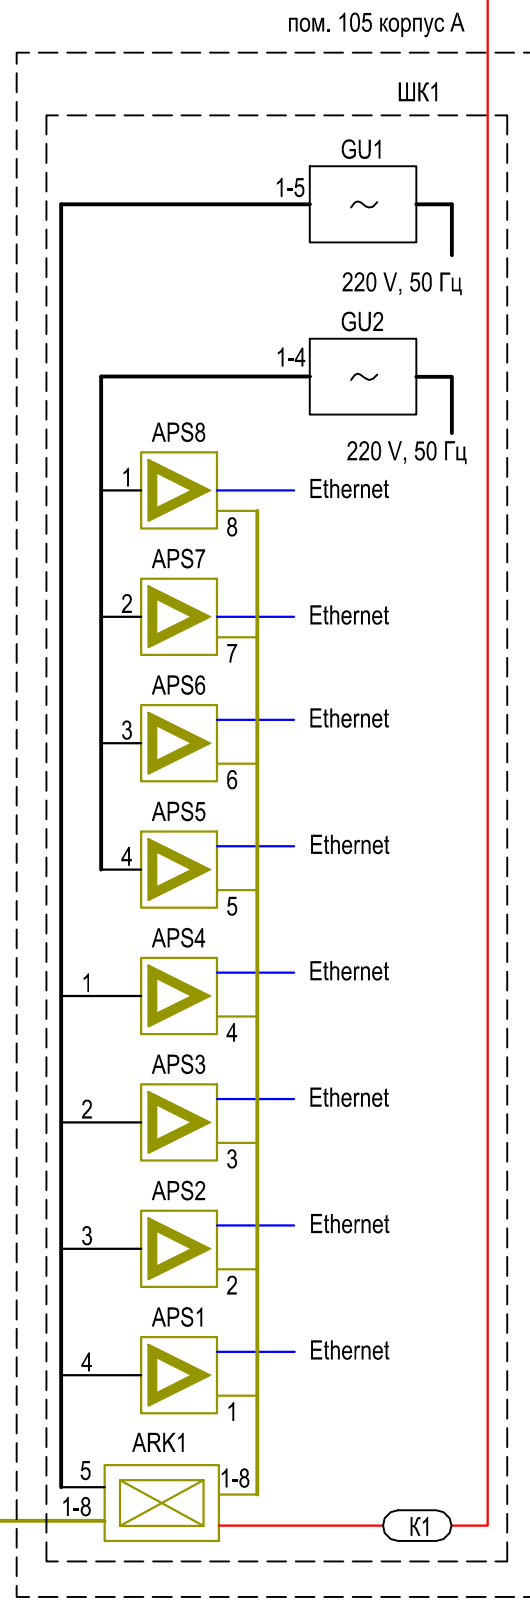 пом. 105 корпус А
ШК1
GU1
1-5
~
220 V, 50 Гц
GU2
1-4
~
220 V, 50 Гц
APS8
1
Ethernet
8
APS7
2
Ethernet
7
APS6
3
Ethernet
6
APS5
4
Ethernet
5
APS4
1
Ethernet
4
APS3
2
Ethernet
3
APS2
3
Ethernet
2
APS1
4
Ethernet
1
ARK1
5
1-8
1-8
К1